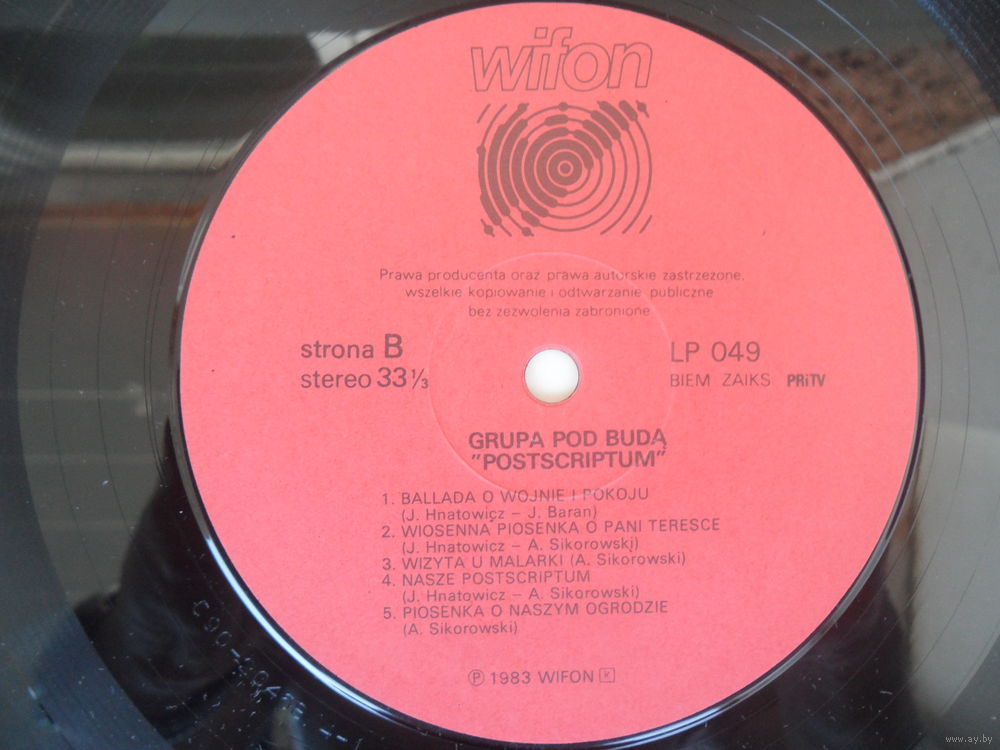 wifon
Prawa producenta oraz prawa autorskie zastrzeżone,
wszelkie kopiowanie i odtwarzanie publiczne
bez zezwolenia zabronione
strona B
stereo 33 ⅓
LP 049
BIEM ZAIKS PRiTV
GRUPA POD BUDĄ
"POSTSCRIPTUM"
1. BALLADA O WOJNIE I POKOJU
(J. Hnatowicz – J. Baran)
2. WIOSENNA PIOSENKA O PANI TERESCE
(J. Hnatowicz – A. Sikorowski)
3. WIZYTA U MALARKI (A. Sikorowski)
4. NASZE POSTSCRIPTUM
(J. Hnatowicz – A. Sikorowski)
5. PIOSENKA O NASZYM OGRODZIE
(A. Sikorowski)
℗ 1983 WIFON K
www.ay.by